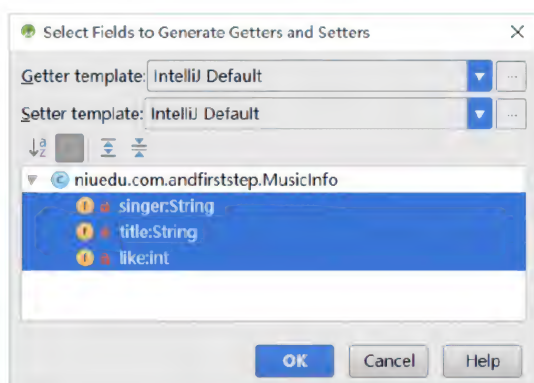 Select Fields to Generate Getters and Setters
Getter template: IntelliJ Default
Setter template: IntelliJ Default
niuedu.com.andfirststep.MusicInfo
singer:String
title:String
like:int
OK Cancel Help